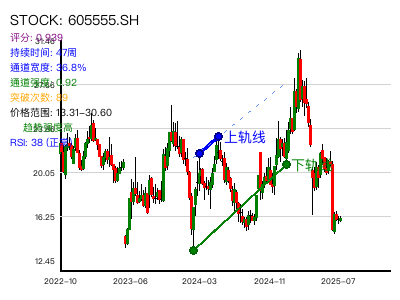 STOCK: 605555.SH
评分: 0.929
持续时间: 47周
通道宽度: 36.8%
通道强度: 0.92
突破次数: 89
价格范围: 13.31-30.60
趋势强度高
RSI: 38 (正常)
上轨线
下轨
20.05
16.25
12.45
2022-10
2023-06
2024-03
2024-11
2025-07